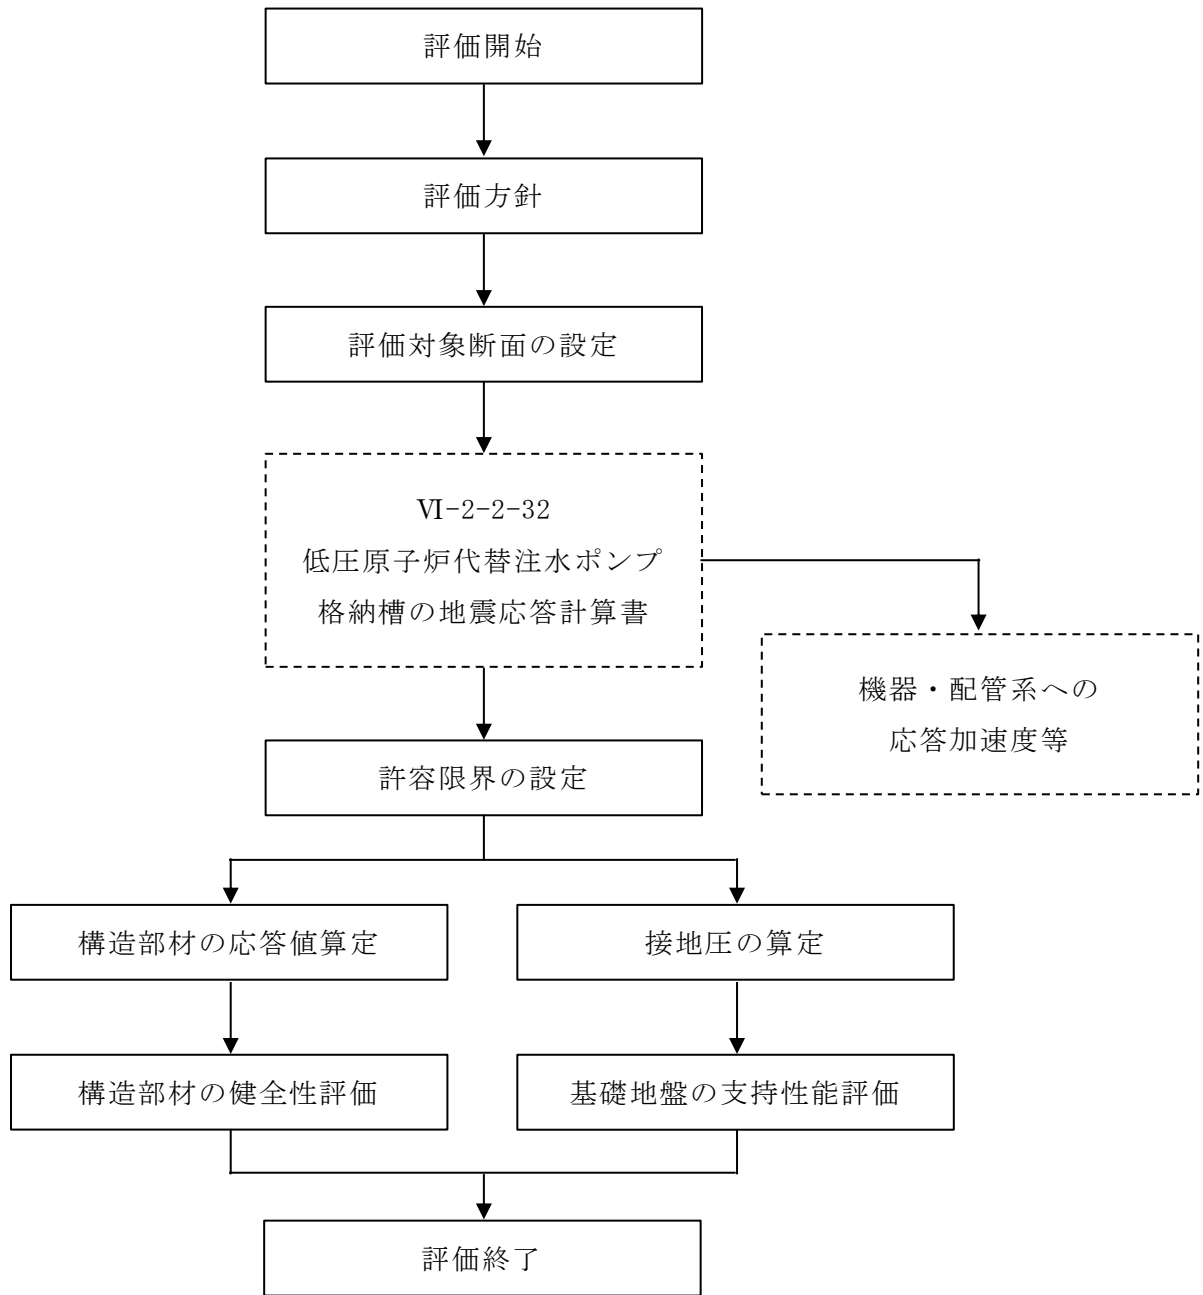 評価開始
評価方針
評価対象断面の設定
Ⅵ-2-2-32
低圧原子炉代替注水ポンプ
格納槽の地震応答計算書
機器・配管系への
応答加速度等
許容限界の設定
構造部材の応答値算定
接地圧の算定
構造部材の健全性評価
基礎地盤の支持性能評価
評価終了